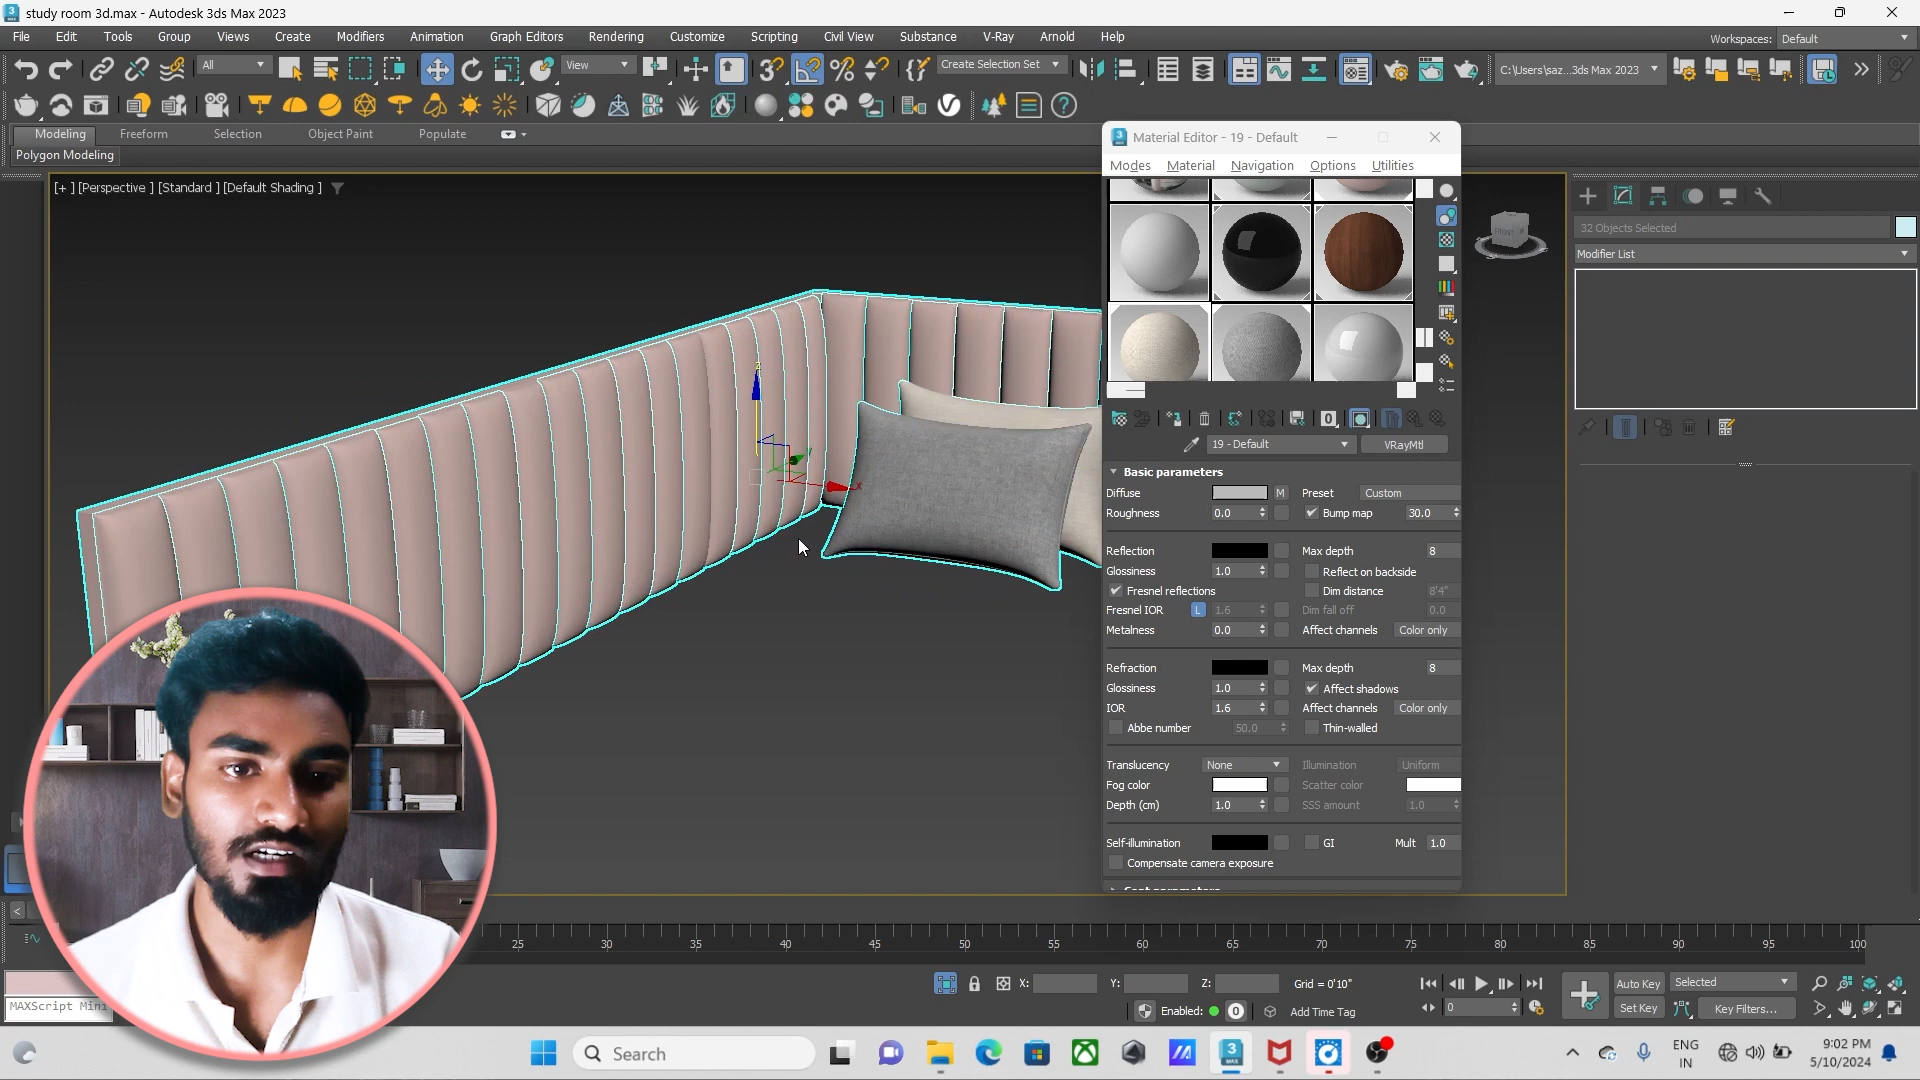 study room 3d.max - Autodesk 3ds Max 2023
File Edit Tools Group Views Create Modifiers Animation Graph Editors Rendering Customize Scripting Civil View Substance V-Ray Arnold Help
Workspaces: Default
All View Create Selection Set C:\Users\saz...3ds Max 2023
Modeling Freeform Selection Object Paint Populate
Polygon Modeling
[+ ] [Perspective ] [Standard ] [Default Shading ]
Material Editor - 19 - Default
Modes Material Navigation Options Utilities
FRONT
32 Objects Selected
Modifier List
19 - Default VRayMtl
Basic parameters
Diffuse M Preset Custom
Roughness 0.0 Bump map 30.0
Reflection Max depth 8
Glossiness 1.0 Reflect on backside
Fresnel reflections Dim distance 8'4"
Fresnel IOR L 1.6 Dim fall off 0.0
Metalness 0.0 Affect channels Color only
Refraction Max depth 8
Glossiness 1.0 Affect shadows
IOR 1.6 Affect channels Color only
Abbe number 50.0 Thin-walled
Translucency None Illumination Uniform
Fog color Scatter color
Depth (cm) 1.0 SSS amount 1.0
Self-illumination GI Mult 1.0
Compensate camera exposure
z
x
25 30 35 40 45 50 55 60 65 70 75 80 85 90 95 100
X: Y: Z: Grid = 0'10"
Auto Key Selected
MAXScript Mini
Enabled: 0 Add Time Tag
0 Set Key Key Filters...
Search
ENG
IN
9:02 PM
5/10/2024